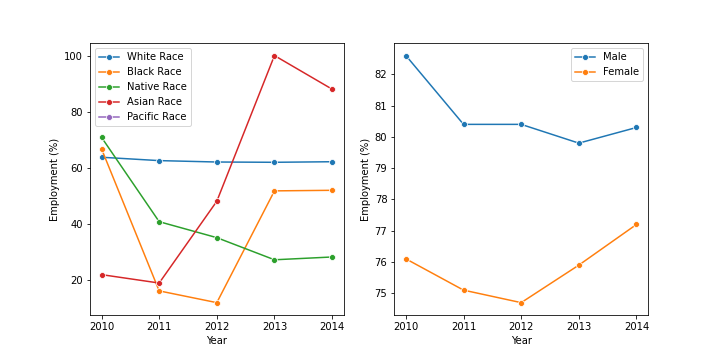 White Race
Black Race
Native Race
Asian Race
Pacific Race
Employment (%)
100
80
60
40
20
2010 2011 2012 2013 2014
Year
Male
Female
Employment (%)
82
81
80
79
78
77
76
75
2010 2011 2012 2013 2014
Year